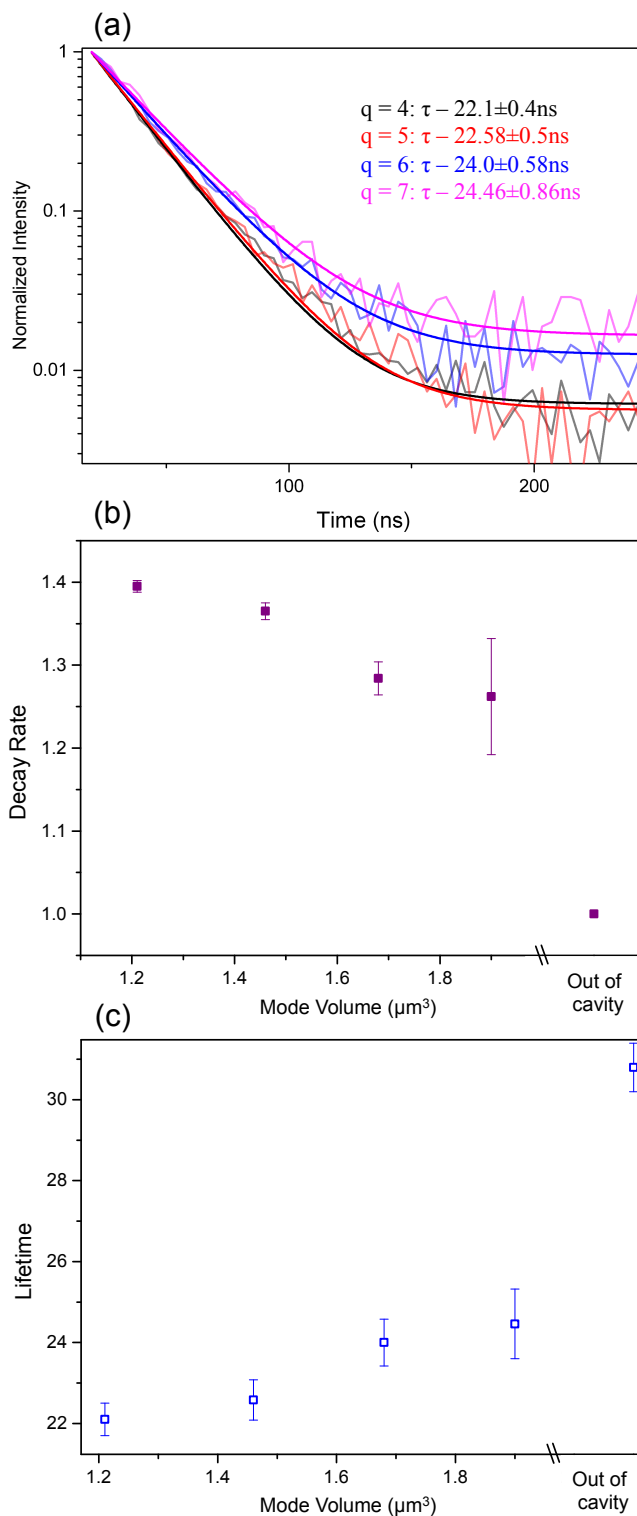 (a)
1
0.1
0.01
Normalized Intensity
q = 4: τ – 22.1±0.4ns
q = 5: τ – 22.58±0.5ns
q = 6: τ – 24.0±0.58ns
q = 7: τ – 24.46±0.86ns
100
200
Time (ns)
(b)
1.4
1.3
1.2
1.1
1.0
Decay Rate
1.2
1.4
1.6
1.8
Out of
cavity
Mode Volume (µm³)
(c)
30
28
26
24
22
Lifetime
1.2
1.4
1.6
1.8
Out of
cavity
Mode Volume (µm³)